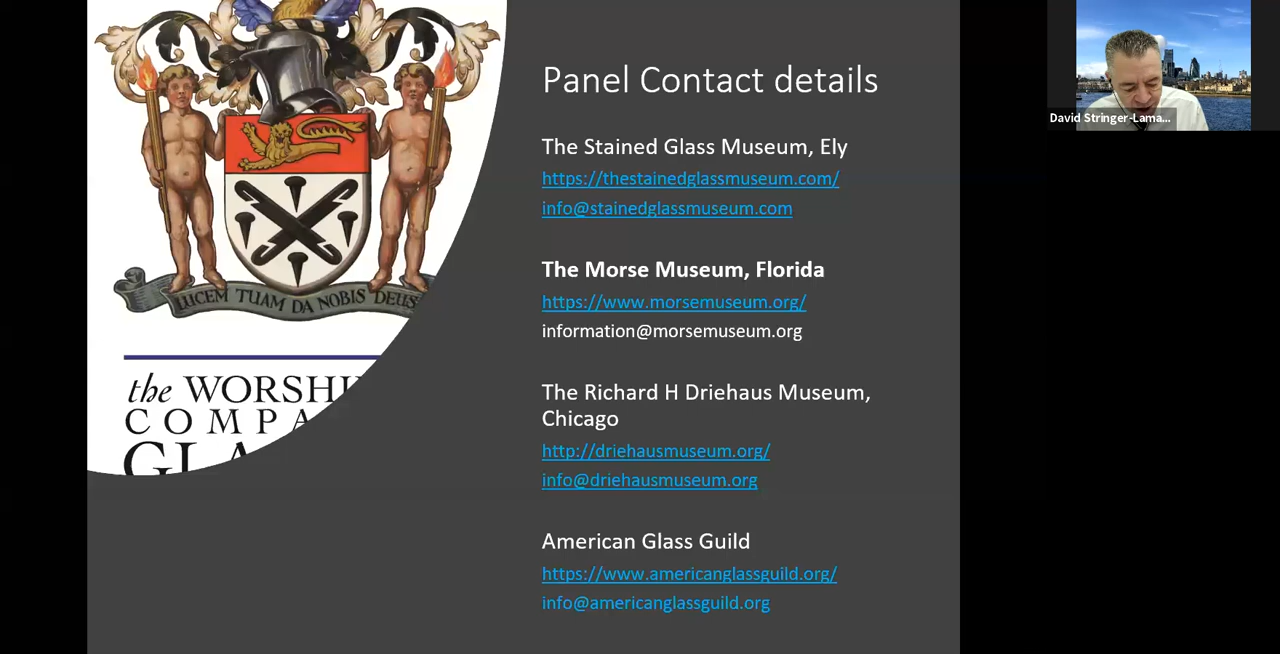 LUCEM TUAM DA NOBIS DEUS
the WORSHI
COMPA
GLA
Panel Contact details
The Stained Glass Museum, Ely
https://thestainedglassmuseum.com/
info@stainedglassmuseum.com
The Morse Museum, Florida
https://www.morsemuseum.org/
information@morsemuseum.org
The Richard H Driehaus Museum,
Chicago
http://driehausmuseum.org/
info@driehausmuseum.org
American Glass Guild
https://www.americanglassguild.org/
info@americanglassguild.org
David Stringer-Lama...